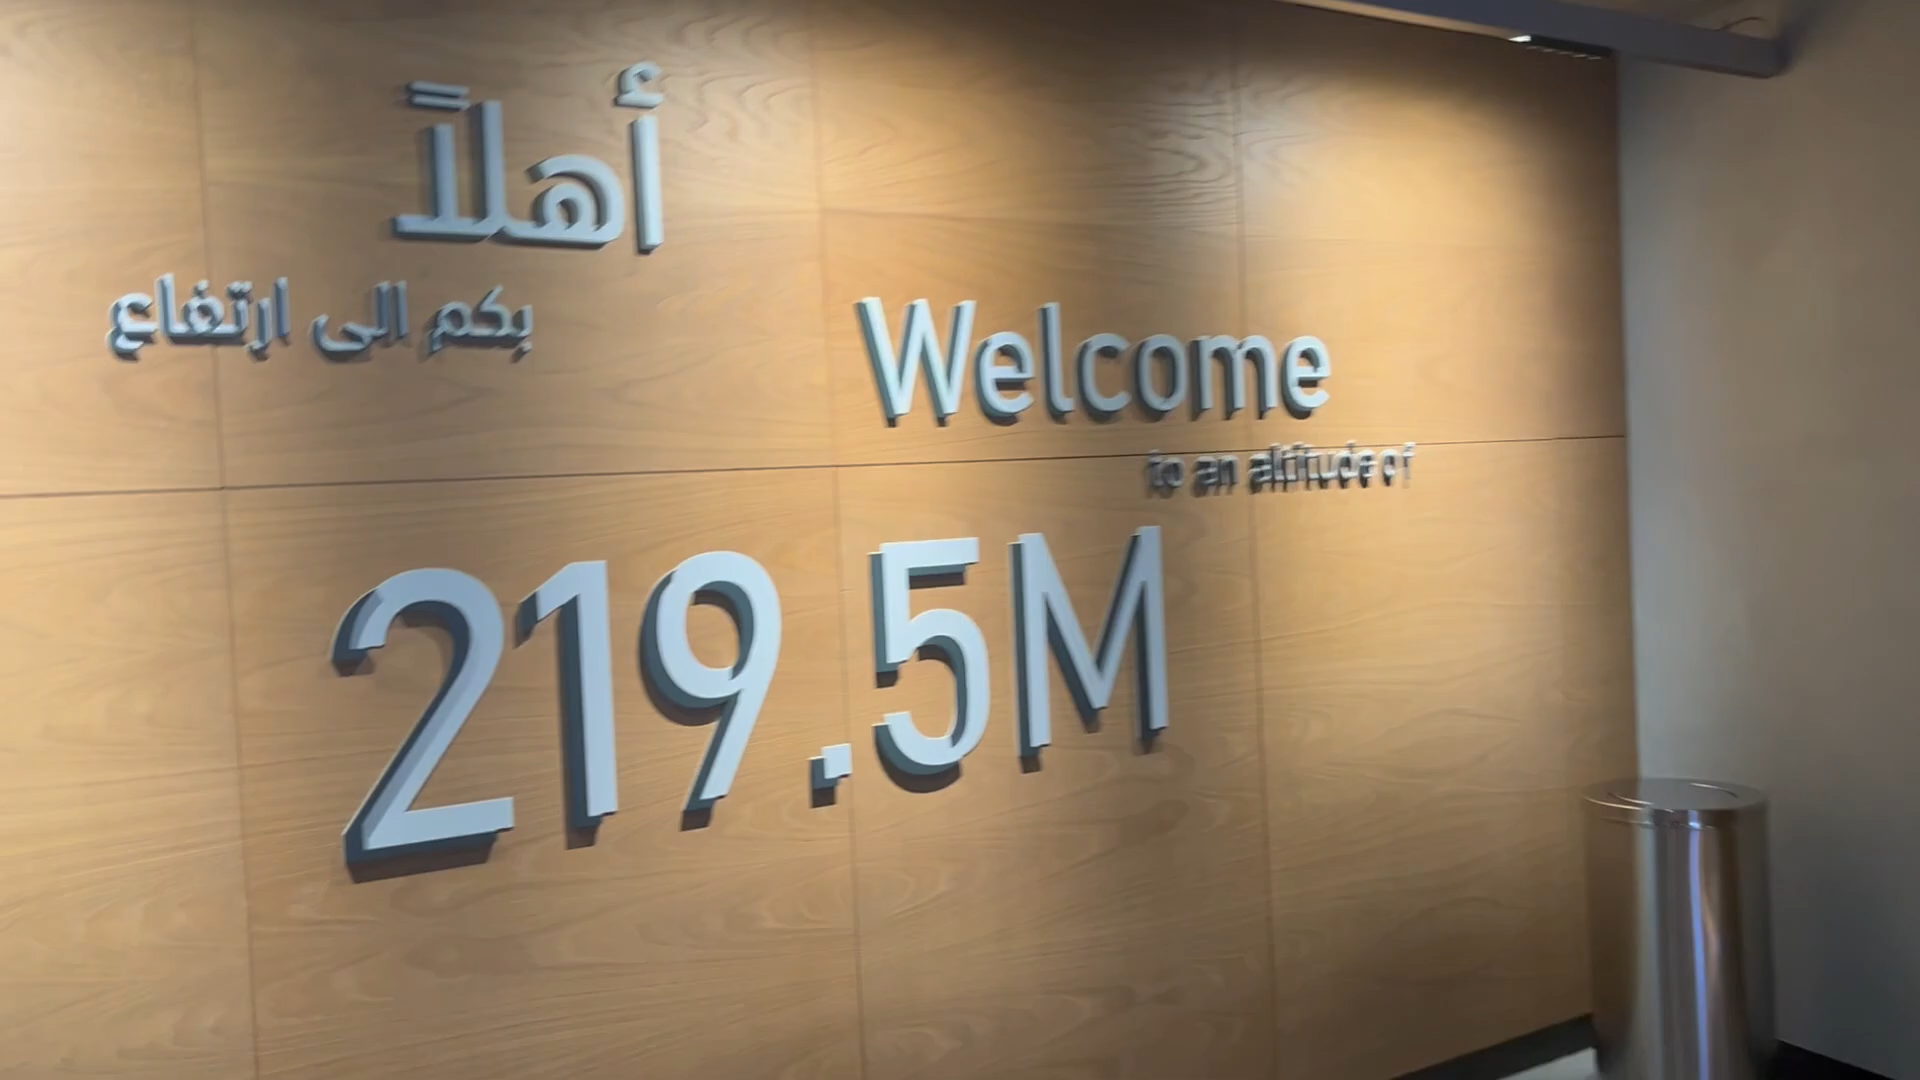 أهلاً
بكم الى ارتفاع
Welcome
to an altitude of
219.5M